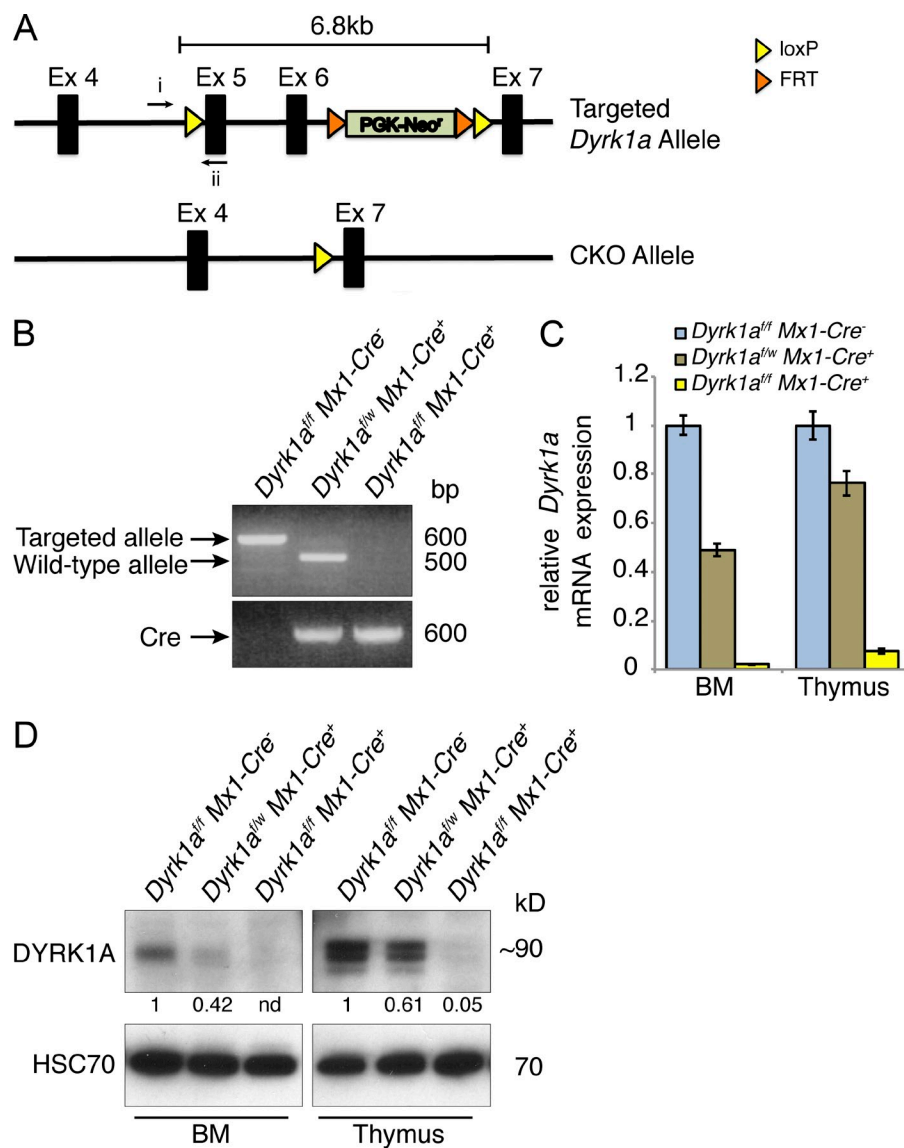 A
6.8kb
loxP
FRT
Ex 4
i
Ex 5
Ex 6
Ex 7
PGK-Neoʳ
ii
Targeted
Dyrk1a Allele
Ex 4
Ex 7
CKO Allele
B
Dyrk1aᶠ/ᶠ Mx1-Cre⁻
Dyrk1aᶠ/ʷ Mx1-Cre⁺
Dyrk1aᶠ/ᶠ Mx1-Cre⁺
bp
Targeted allele
600
Wild-type allele
500
Cre
600
C
Dyrk1aᶠ/ᶠ Mx1-Cre⁻
Dyrk1aᶠ/ʷ Mx1-Cre⁺
Dyrk1aᶠ/ᶠ Mx1-Cre⁺
relative Dyrk1a
mRNA expression
1.2
1
0.8
0.6
0.4
0.2
0
BM Thymus
D
Dyrk1aᶠ/ᶠ Mx1-Cre⁻
Dyrk1aᶠ/ʷ Mx1-Cre⁺
Dyrk1aᶠ/ᶠ Mx1-Cre⁺
Dyrk1aᶠ/ᶠ Mx1-Cre⁻
Dyrk1aᶠ/ʷ Mx1-Cre⁺
Dyrk1aᶠ/ᶠ Mx1-Cre⁺
kD
DYRK1A
~90
1 0.42 nd 1 0.61 0.05
HSC70
70
BM Thymus